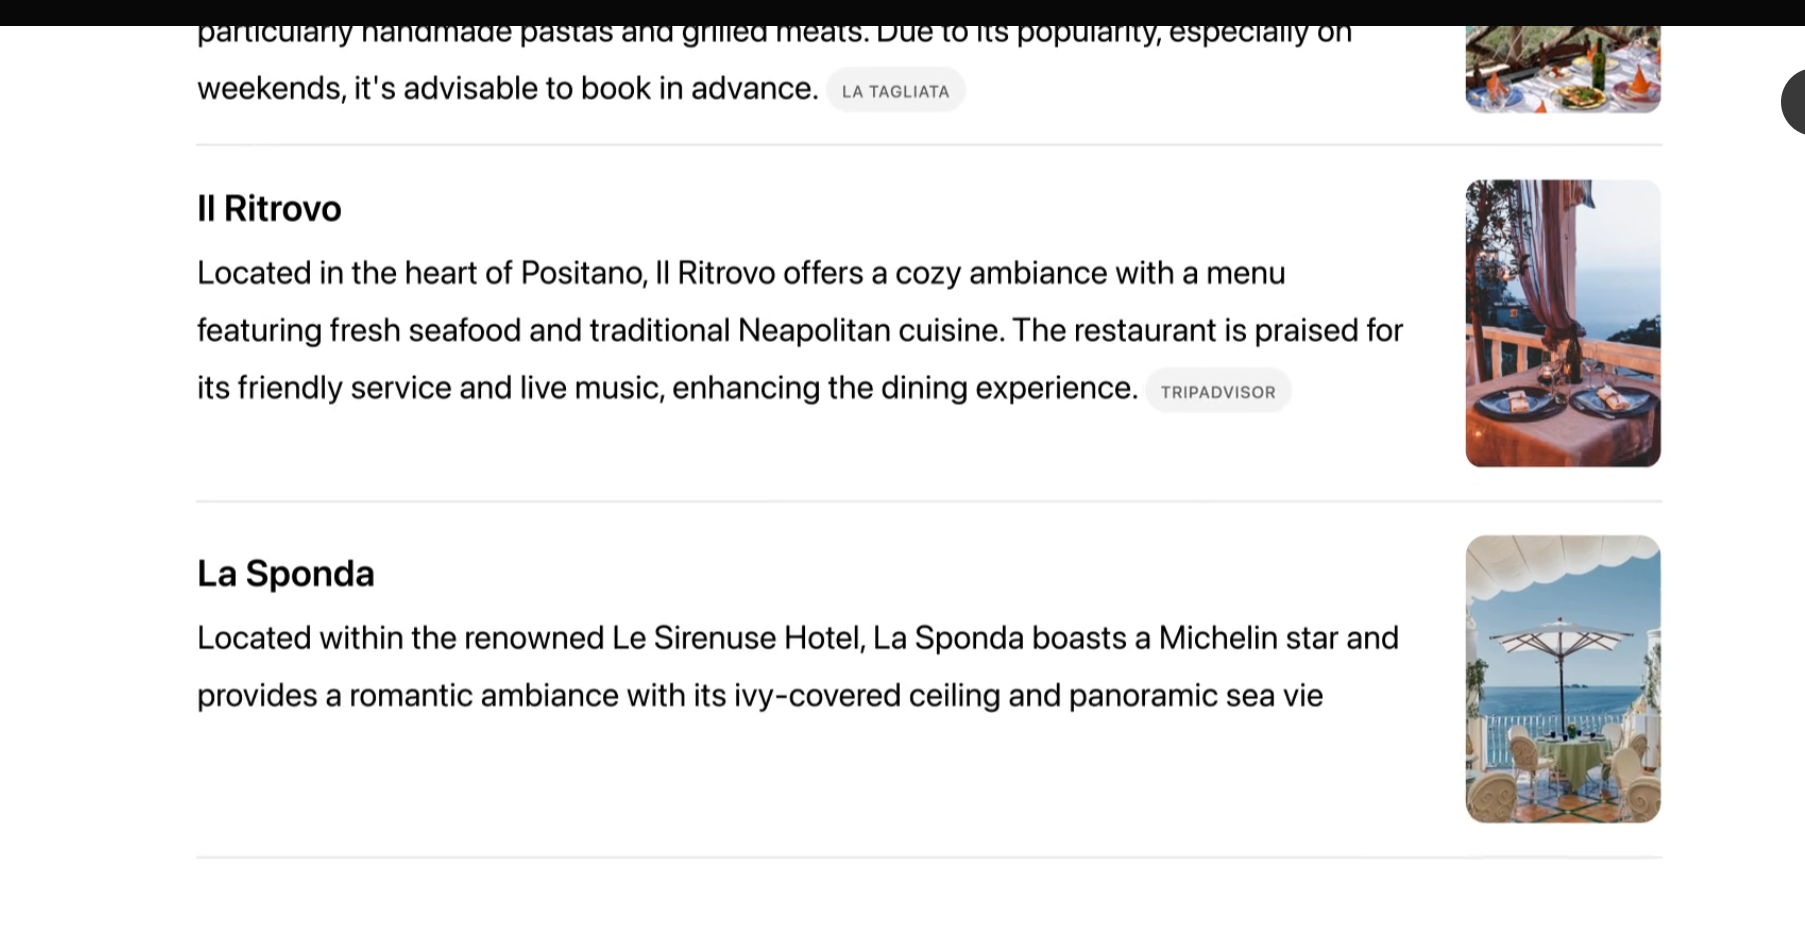 particularly handmade pastas and grilled meats. Due to its popularity, especially on
weekends, it's advisable to book in advance. LA TAGLIATA
Il Ritrovo
Located in the heart of Positano, Il Ritrovo offers a cozy ambiance with a menu
featuring fresh seafood and traditional Neapolitan cuisine. The restaurant is praised for
its friendly service and live music, enhancing the dining experience. TRIPADVISOR
La Sponda
Located within the renowned Le Sirenuse Hotel, La Sponda boasts a Michelin star and
provides a romantic ambiance with its ivy-covered ceiling and panoramic sea vie